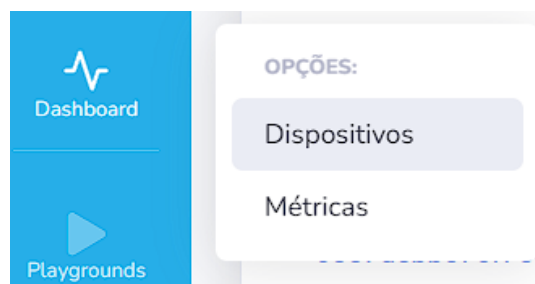 Dashboard
Playgrounds
OPÇÕES:
Dispositivos
Métricas